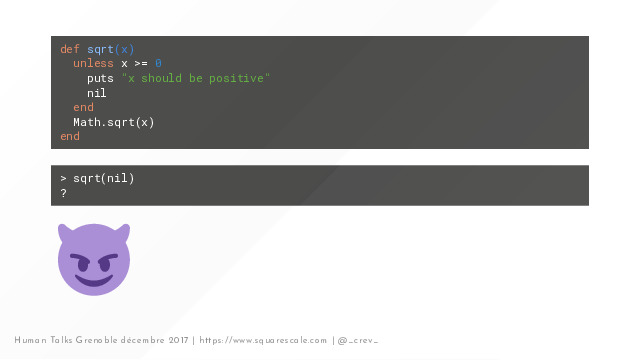 def sqrt(x)
  unless x >= 0
    puts "x should be positive"
    nil
  end
  Math.sqrt(x)
end
> sqrt(nil)
?
Human Talks Grenoble décembre 2017 | https://www.squarescale.com | @_crev_